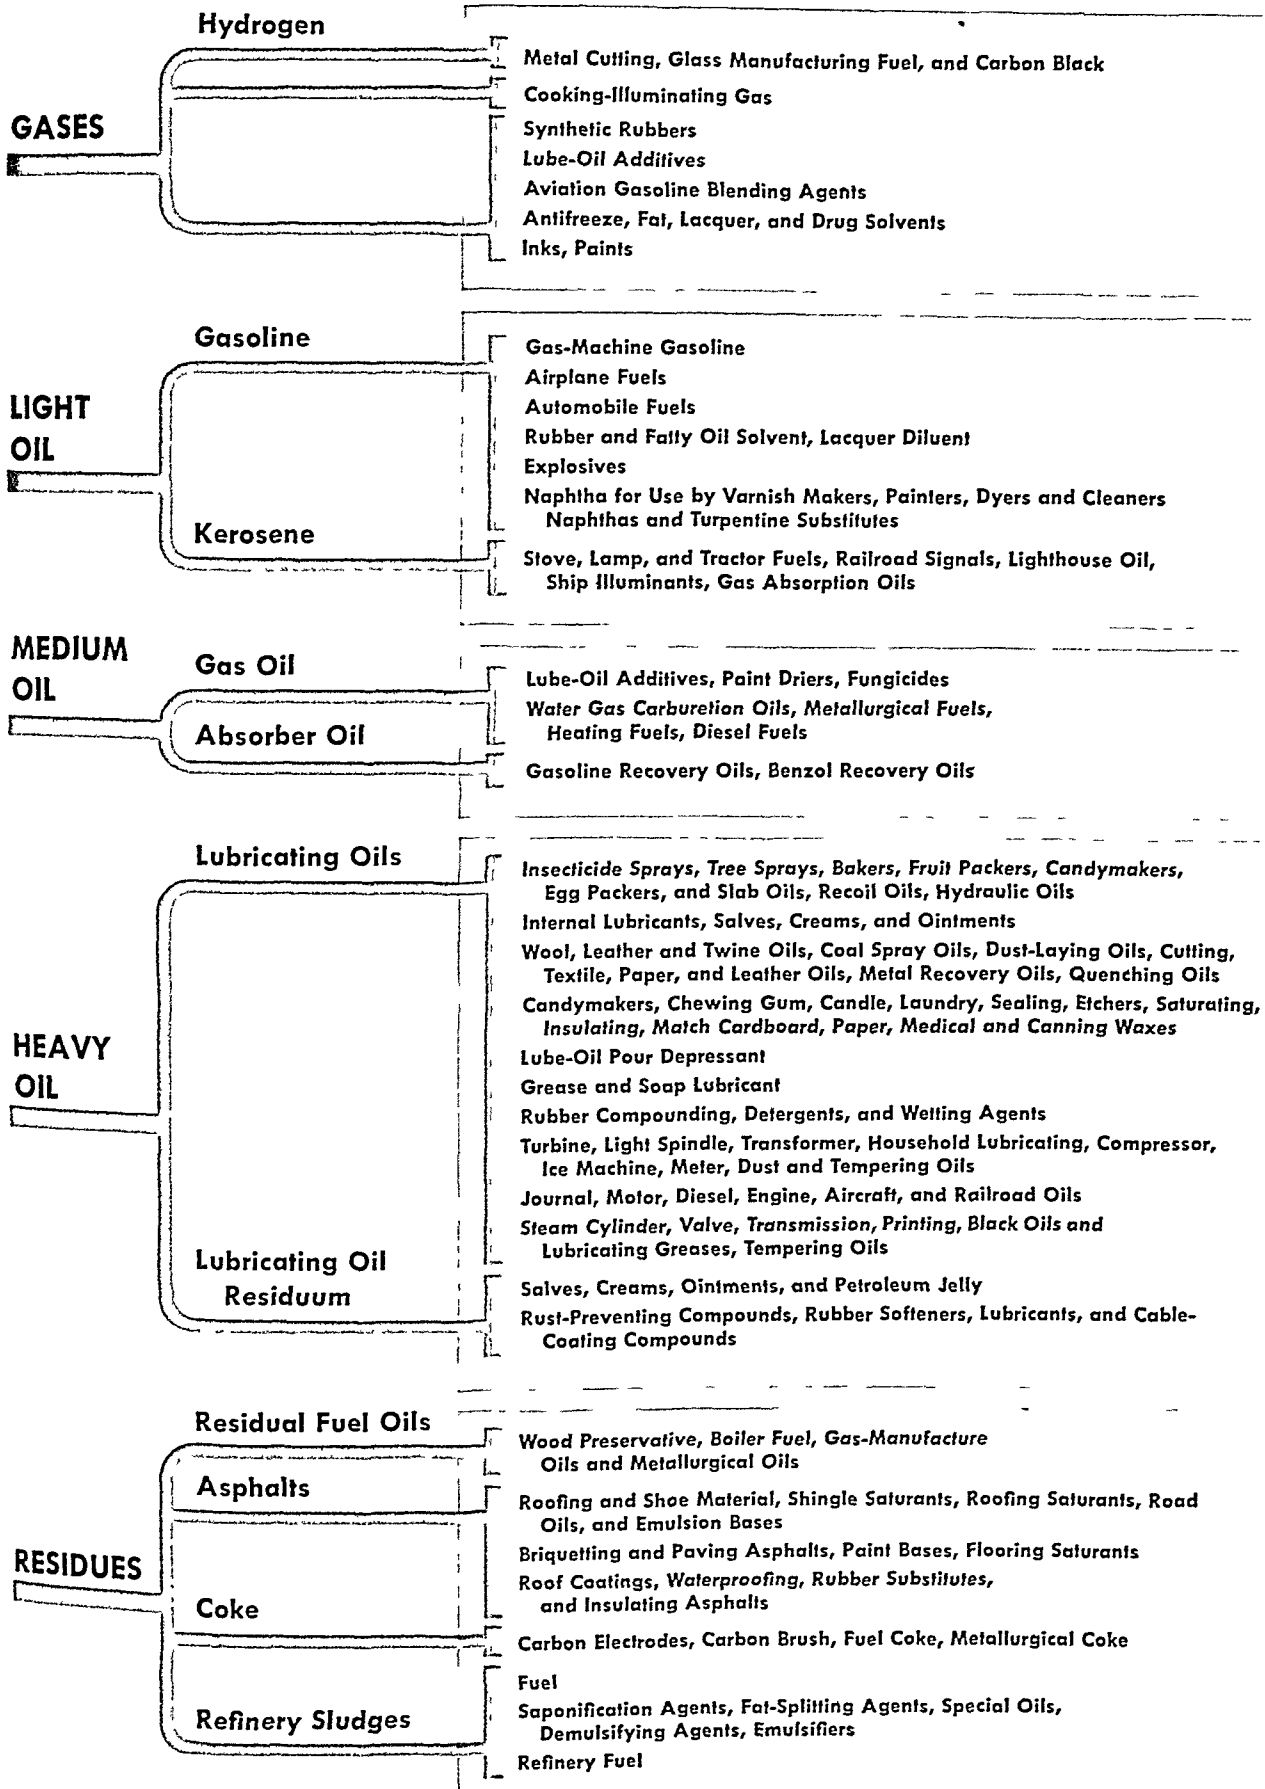 Hydrogen
Metal Cutting, Glass Manufacturing Fuel, and Carbon Black
Cooking-Illuminating Gas
GASES
Synthetic Rubbers
Lube-Oil Additives
Aviation Gasoline Blending Agents
Antifreeze, Fat, Lacquer, and Drug Solvents
Inks, Paints
Gasoline
Gas-Machine Gasoline
Airplane Fuels
LIGHT
OIL
Automobile Fuels
Rubber and Fatty Oil Solvent, Lacquer Diluent
Explosives
Naphtha for Use by Varnish Makers, Painters, Dyers and Cleaners
Naphthas and Turpentine Substitutes
Kerosene
Stove, Lamp, and Tractor Fuels, Railroad Signals, Lighthouse Oil,
Ship Illuminants, Gas Absorption Oils
MEDIUM
OIL
Gas Oil
Lube-Oil Additives, Paint Driers, Fungicides
Water Gas Carburetion Oils, Metallurgical Fuels,
Heating Fuels, Diesel Fuels
Absorber Oil
Gasoline Recovery Oils, Benzol Recovery Oils
Lubricating Oils
Insecticide Sprays, Tree Sprays, Bakers, Fruit Packers, Candymakers,
Egg Packers, and Slab Oils, Recoil Oils, Hydraulic Oils
Internal Lubricants, Salves, Creams, and Ointments
Wool, Leather and Twine Oils, Coal Spray Oils, Dust-Laying Oils, Cutting,
Textile, Paper, and Leather Oils, Metal Recovery Oils, Quenching Oils
Candymakers, Chewing Gum, Candle, Laundry, Sealing, Etchers, Saturating,
Insulating, Match Cardboard, Paper, Medical and Canning Waxes
HEAVY
OIL
Lube-Oil Pour Depressant
Grease and Soap Lubricant
Rubber Compounding, Detergents, and Wetting Agents
Turbine, Light Spindle, Transformer, Household Lubricating, Compressor,
Ice Machine, Meter, Dust and Tempering Oils
Journal, Motor, Diesel, Engine, Aircraft, and Railroad Oils
Steam Cylinder, Valve, Transmission, Printing, Black Oils and
Lubricating Greases, Tempering Oils
Lubricating Oil
Residuum
Salves, Creams, Ointments, and Petroleum Jelly
Rust-Preventing Compounds, Rubber Softeners, Lubricants, and Cable-
Coating Compounds
Residual Fuel Oils
Wood Preservative, Boiler Fuel, Gas-Manufacture
Oils and Metallurgical Oils
Asphalts
Roofing and Shoe Material, Shingle Saturants, Roofing Saturants, Road
Oils, and Emulsion Bases
Briquetting and Paving Asphalts, Paint Bases, Flooring Saturants
RESIDUES
Roof Coatings, Waterproofing, Rubber Substitutes,
and Insulating Asphalts
Coke
Carbon Electrodes, Carbon Brush, Fuel Coke, Metallurgical Coke
Fuel
Saponification Agents, Fat-Splitting Agents, Special Oils,
Demulsifying Agents, Emulsifiers
Refinery Sludges
Refinery Fuel